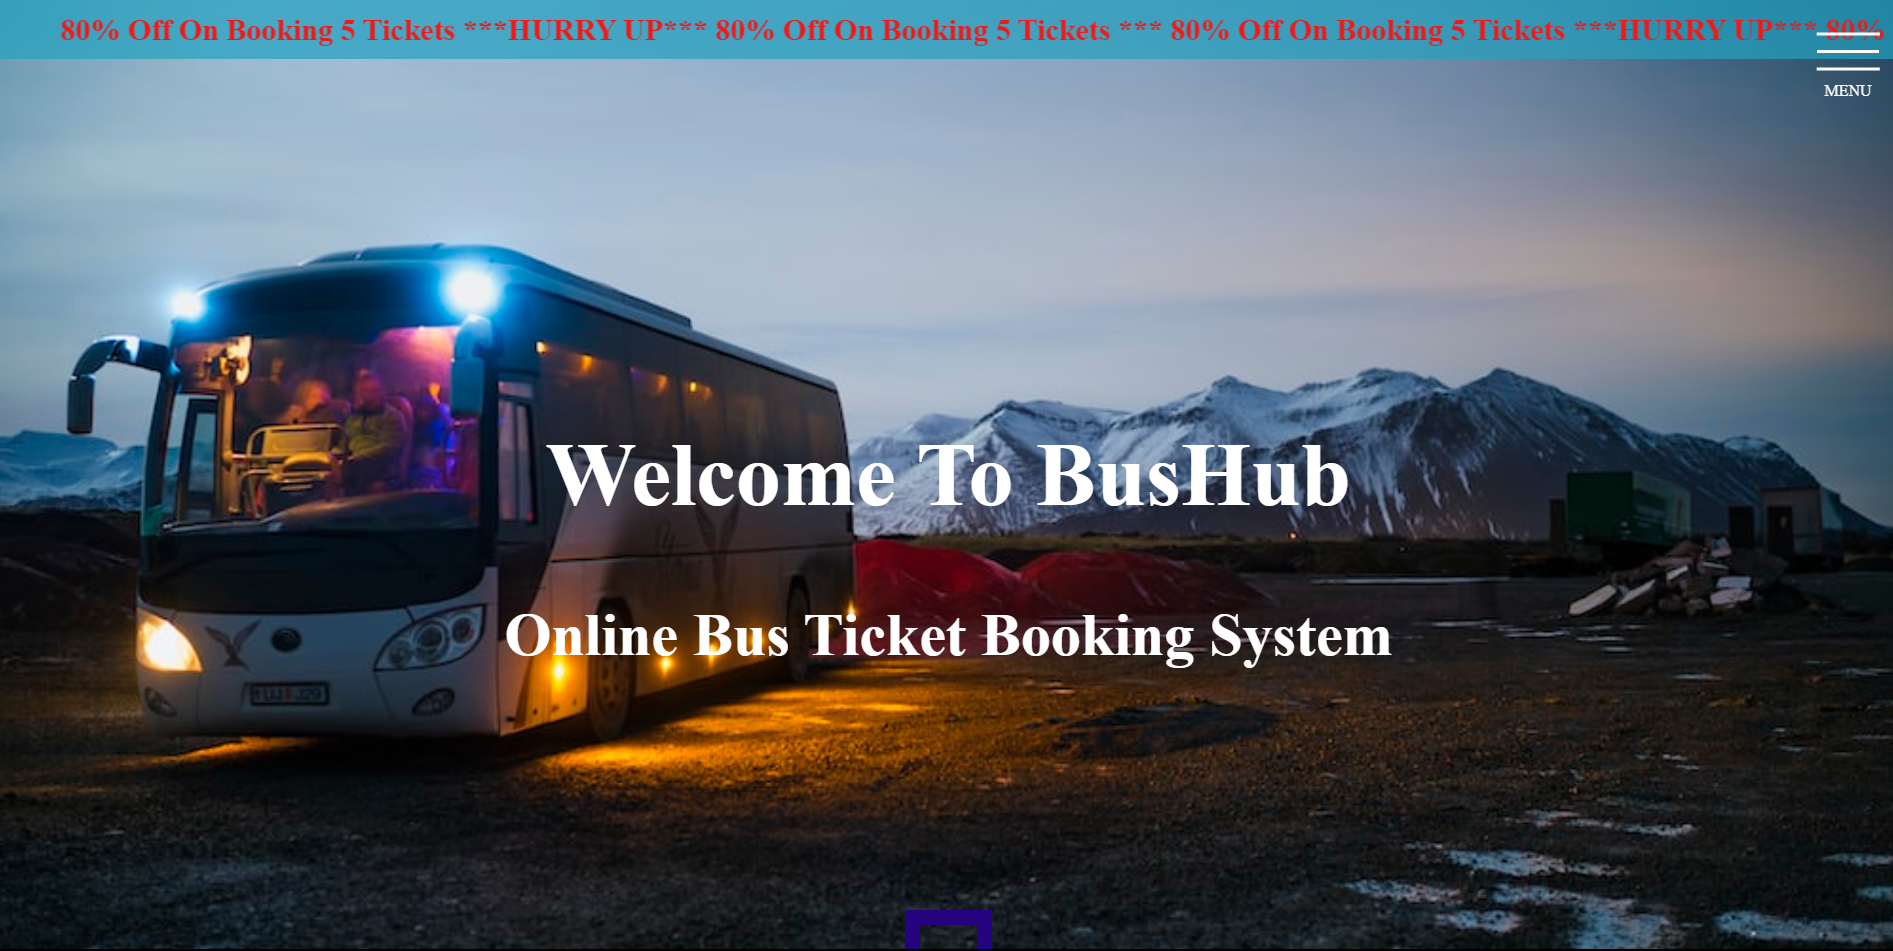 80% Off On Booking 5 Tickets ***HURRY UP*** 80% Off On Booking 5 Tickets *** 80% Off On Booking 5 Tickets ***HURRY UP*** 80%
MENU
Welcome To BusHub
Online Bus Ticket Booking System